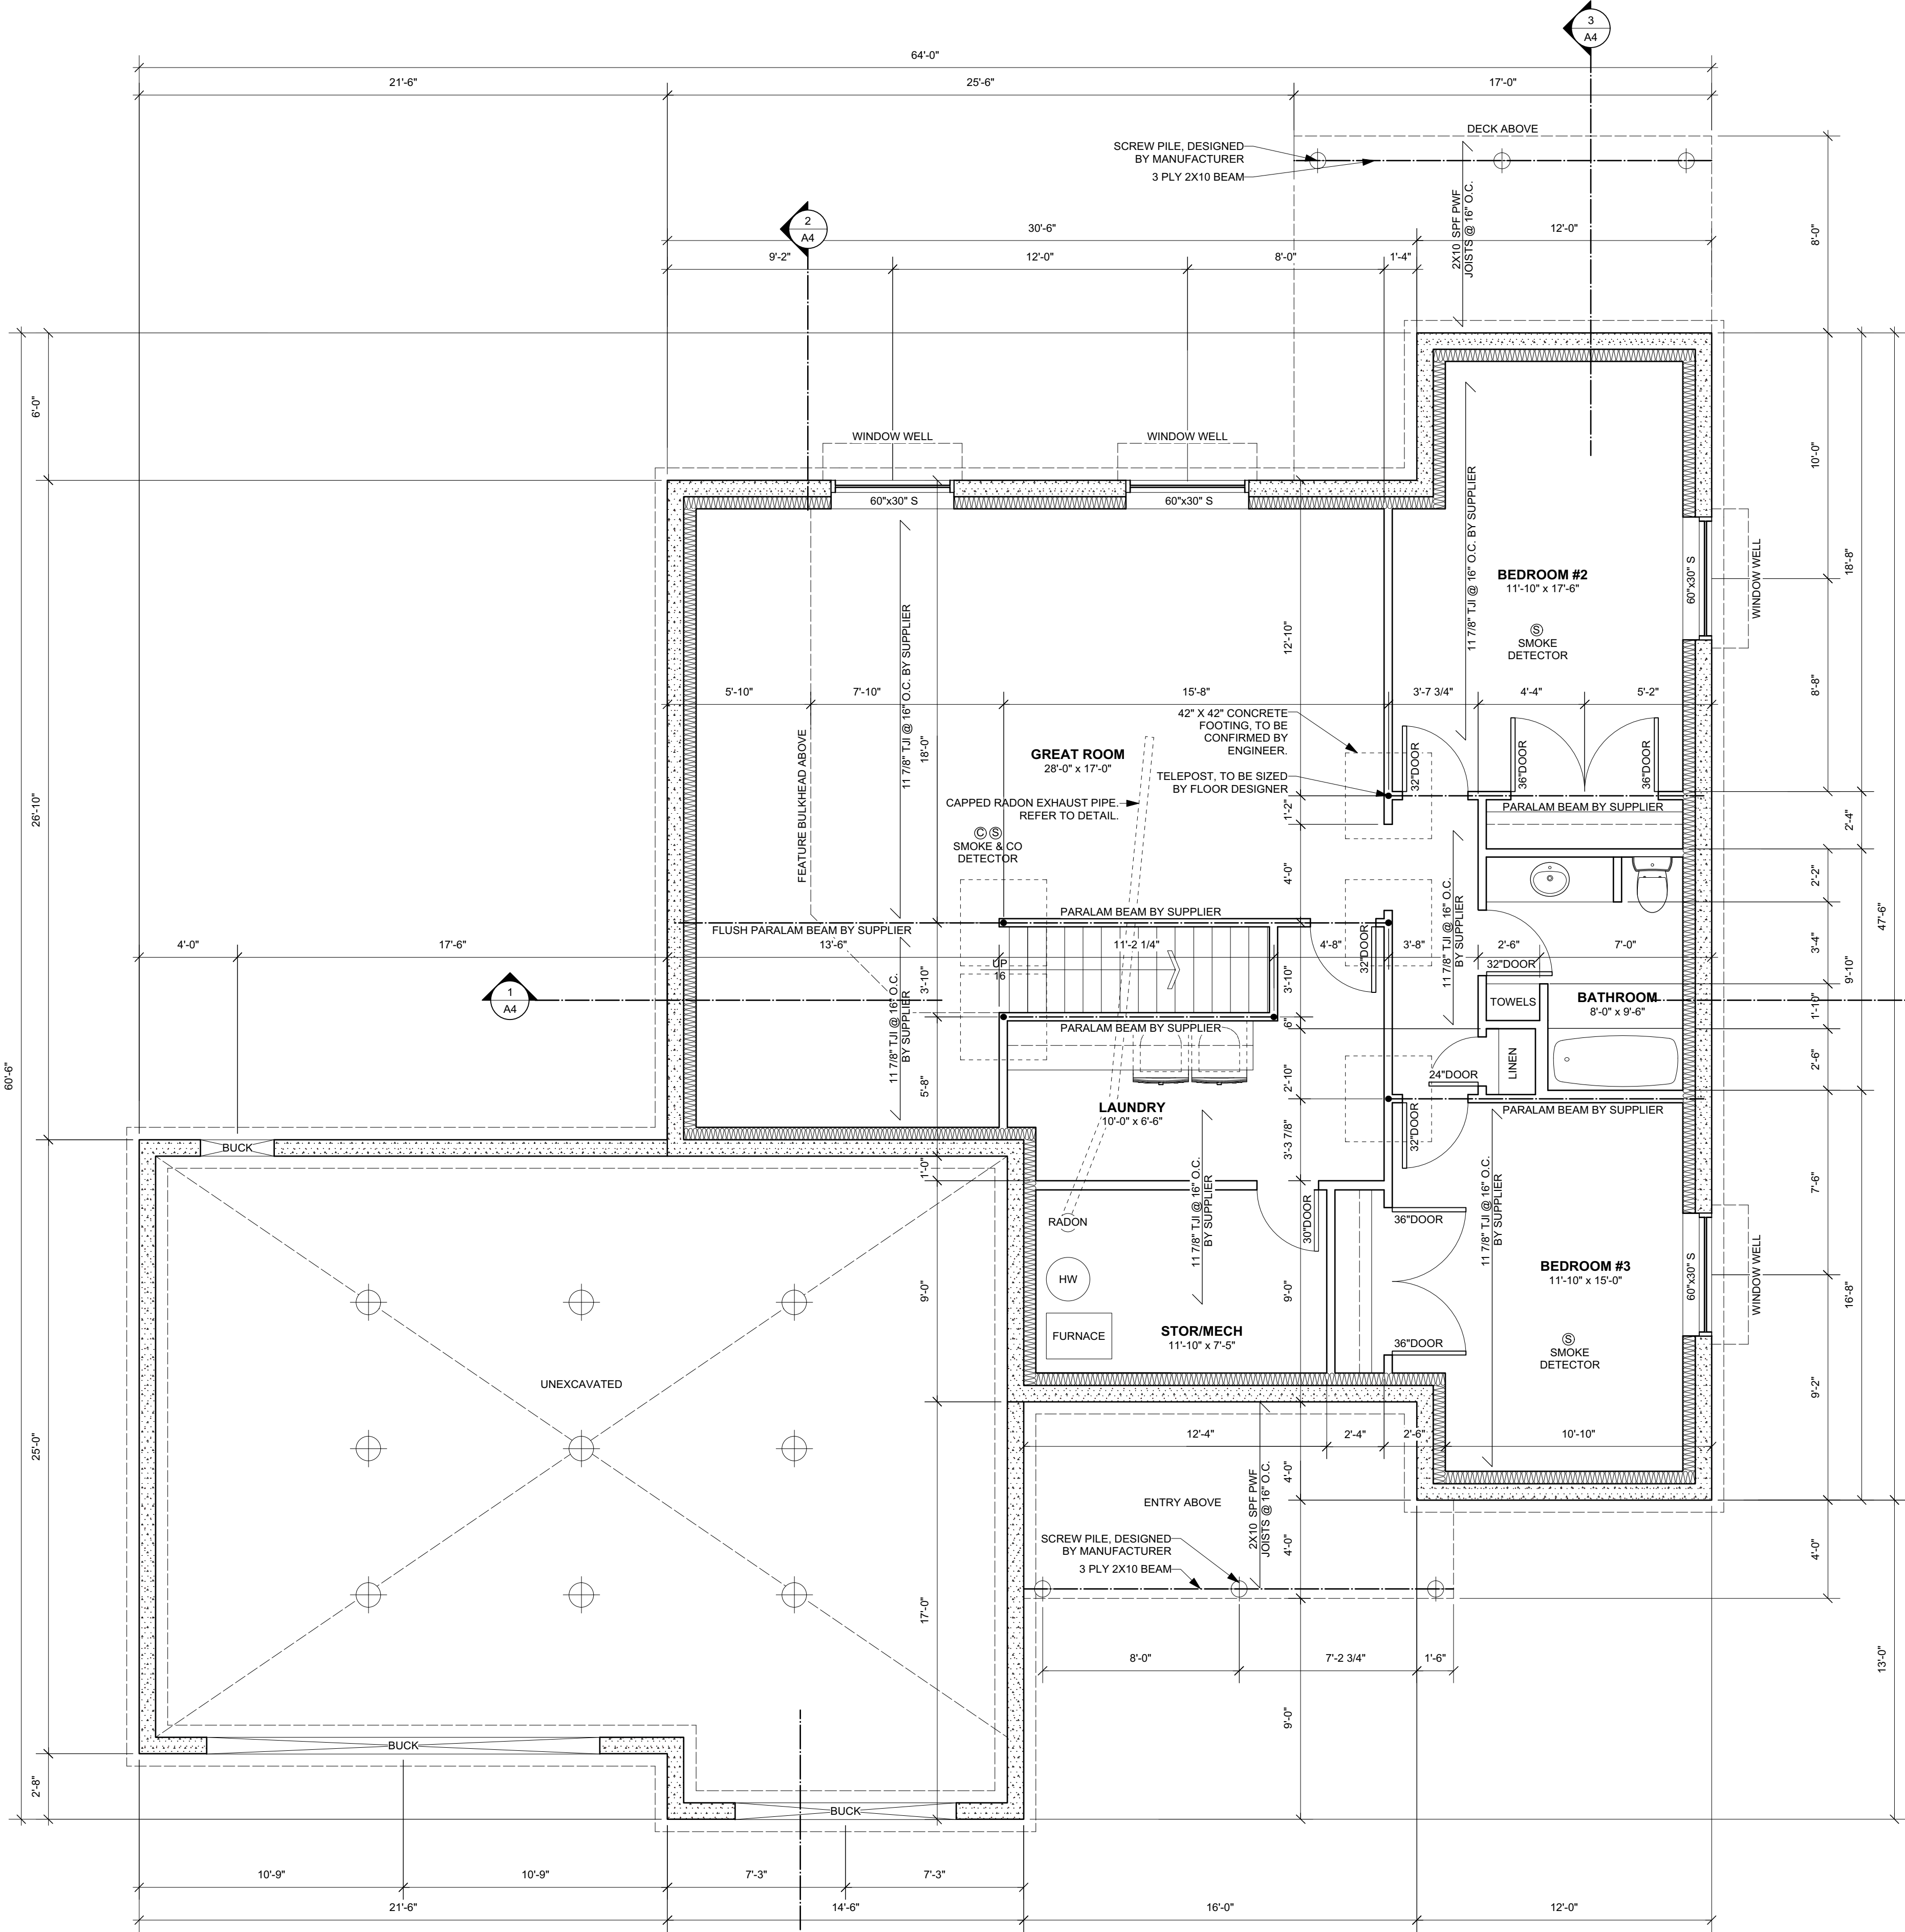 3
A4
64'-0"
21'-6"
25'-6"
17'-0"
DECK ABOVE
SCREW PILE, DESIGNED
BY MANUFACTURER
3 PLY 2X10 BEAM
2X10 SPF PWF
JOISTS @ 16" O.C.
8'-0"
2
A4
30'-6"
12'-0"
9'-2"
12'-0"
8'-0"
1'-4"
6'-0"
WINDOW WELL
WINDOW WELL
60"x30" S
60"x30" S
10'-0"
18'-8"
47'-6"
11 7/8" TJI @ 16" O.C. BY SUPPLIER
BEDROOM #2
11'-10" x 17'-6"
60"x30" S
WINDOW WELL
S
SMOKE
DETECTOR
12'-10"
11 7/8" TJI @ 16" O.C. BY SUPPLIER
8'-8"
5'-10"
7'-10"
15'-8"
3'-7 3/4"
4'-4"
5'-2"
42" X 42" CONCRETE
FOOTING, TO BE
CONFIRMED BY
ENGINEER.
GREAT ROOM
28'-0" x 17'-0"
18'-0"
FEATURE BULKHEAD ABOVE
TELEPOST, TO BE SIZED
BY FLOOR DESIGNER
32"DOOR
36"DOOR
36"DOOR
CAPPED RADON EXHAUST PIPE.
REFER TO DETAIL.
1'-2"
PARALAM BEAM BY SUPPLIER
2'-4"
26'-10"
C S
SMOKE & CO
DETECTOR
4'-0"
2'-2"
11 7/8" TJI @ 16" O.C.
BY SUPPLIER
PARALAM BEAM BY SUPPLIER
FLUSH PARALAM BEAM BY SUPPLIER
4'-0"
17'-6"
13'-6"
11'-2 1/4"
4'-8"
3'-8"
2'-6"
7'-0"
3'-4"
9'-10"
32"DOOR
32"DOOR
UP
16
1
A4
3'-10"
3'-10"
TOWELS
BATHROOM
8'-0" x 9'-6"
1'-10"
11 7/8" TJI @ 16" O.C.
BY SUPPLIER
PARALAM BEAM BY SUPPLIER
6"
LINEN
2'-6"
24"DOOR
60'-6"
5'-8"
2'-10"
LAUNDRY
10'-0" x 6'-6"
PARALAM BEAM BY SUPPLIER
32"DOOR
3'-3 7/8"
BUCK
1'-0"
11 7/8" TJI @ 16" O.C.
BY SUPPLIER
11 7/8" TJI @ 16" O.C.
BY SUPPLIER
7'-6"
RADON
30"DOOR
36"DOOR
HW
9'-0"
9'-0"
BEDROOM #3
11'-10" x 15'-0"
60"x30" S
WINDOW WELL
16'-8"
FURNACE
STOR/MECH
11'-10" x 7'-5"
36"DOOR
S
SMOKE
DETECTOR
UNEXCAVATED
9'-2"
25'-0"
12'-4"
2'-4"
2'-6"
10'-10"
4'-0"
ENTRY ABOVE
2X10 SPF PWF
JOISTS @ 16" O.C.
SCREW PILE, DESIGNED
BY MANUFACTURER
3 PLY 2X10 BEAM
4'-0"
4'-0"
17'-0"
8'-0"
7'-2 3/4"
1'-6"
13'-0"
9'-0"
BUCK
2'-8"
BUCK
10'-9"
10'-9"
7'-3"
7'-3"
21'-6"
14'-6"
16'-0"
12'-0"